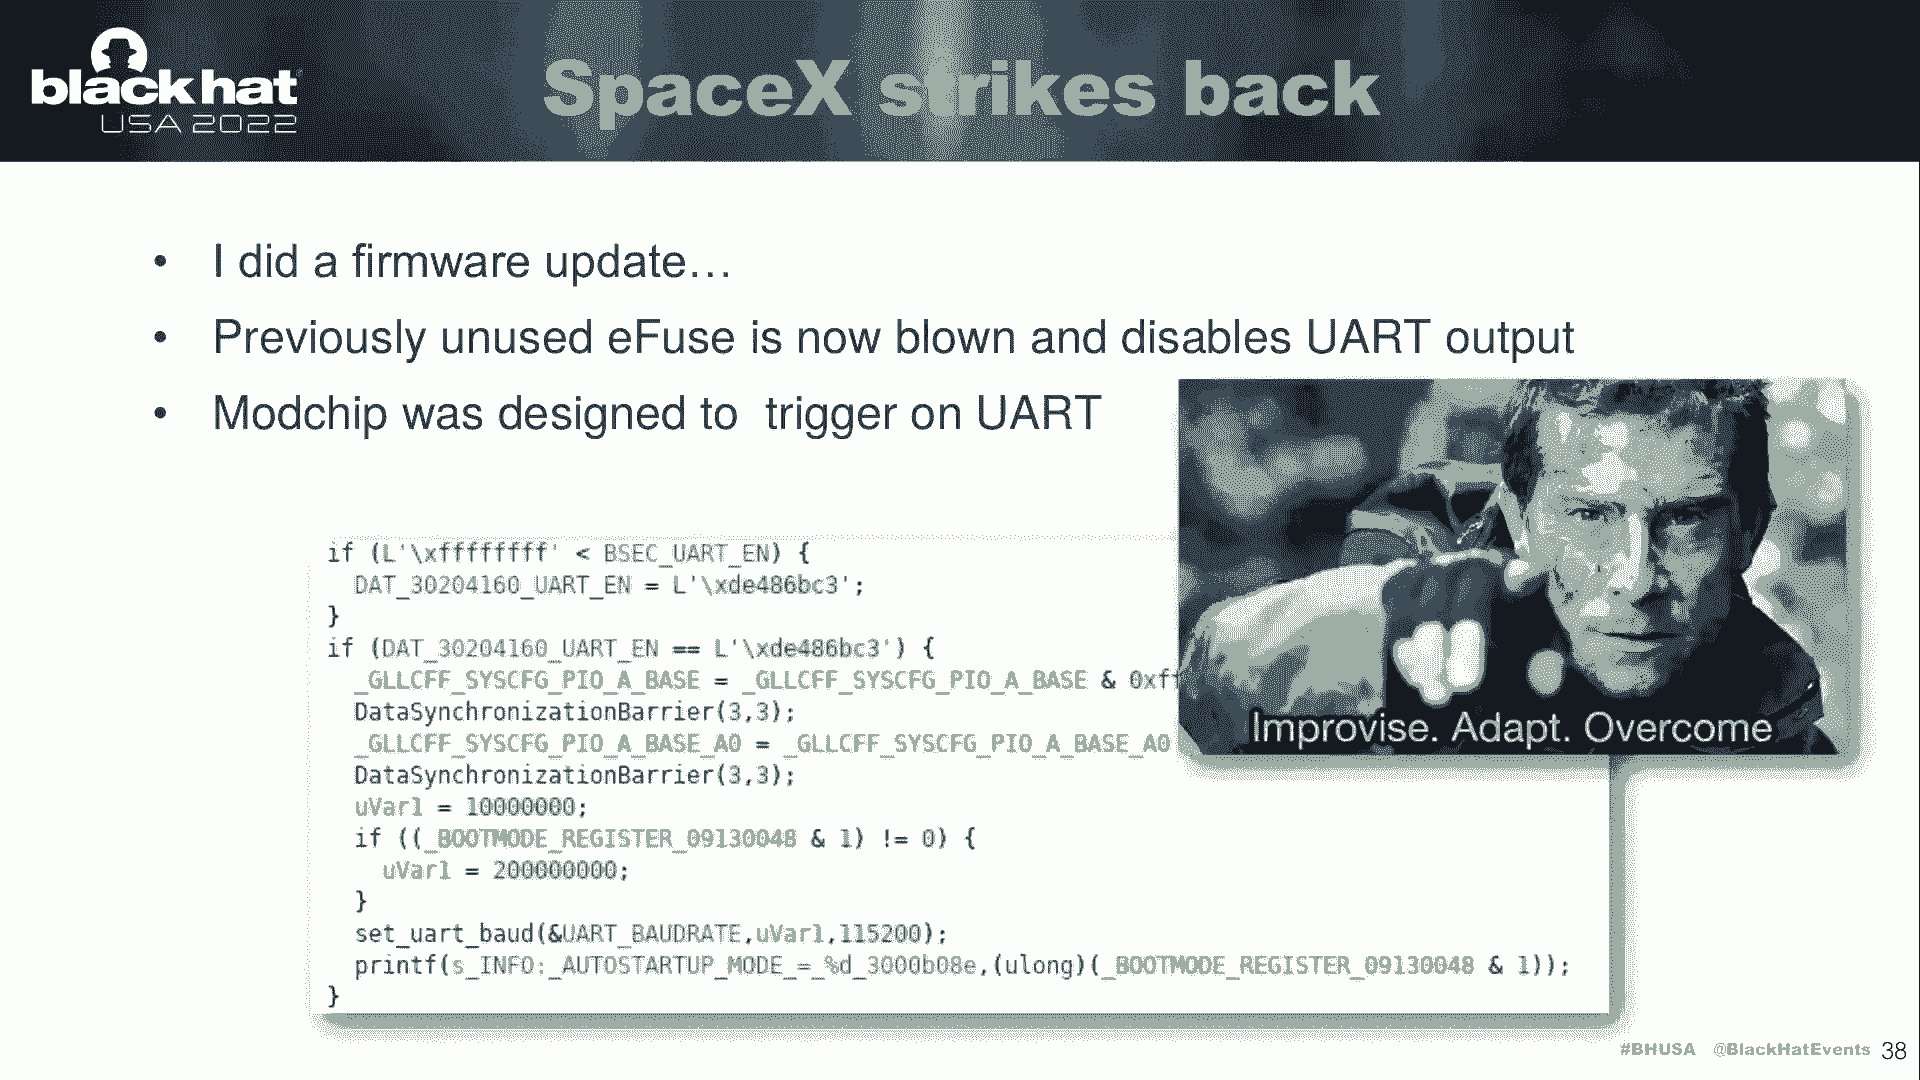 black hat
USA 2022
SpaceX strikes back
• I did a firmware update…
• Previously unused eFuse is now blown and disables UART output
• Modchip was designed to trigger on UART
if (L'\xffffffff' < BSEC_UART_EN) {
DAT_30204160_UART_EN = L'\xde486bc3';
}
if (DAT_30204160_UART_EN == L'\xde486bc3') {
_GLLCFF_SYSCFG_PIO_A_BASE = _GLLCFF_SYSCFG_PIO_A_BASE & 0xff
DataSynchronizationBarrier(3,3);
_GLLCFF_SYSCFG_PIO_A_BASE_A0 = _GLLCFF_SYSCFG_PIO_A_BASE_A0
DataSynchronizationBarrier(3,3);
uVar1 = 10000000;
if ((_BOOTMODE_REGISTER_09130048 & 1) != 0) {
uVar1 = 200000000;
}
set_uart_baud(&UART_BAUDRATE,uVar1,115200);
printf(s_INFO:_AUTOSTARTUP_MODE_=_%d_3000b08e,(ulong)(_BOOTMODE_REGISTER_09130048 & 1));
}
Improvise. Adapt. Overcome
#BHUSA @BlackHatEvents 38